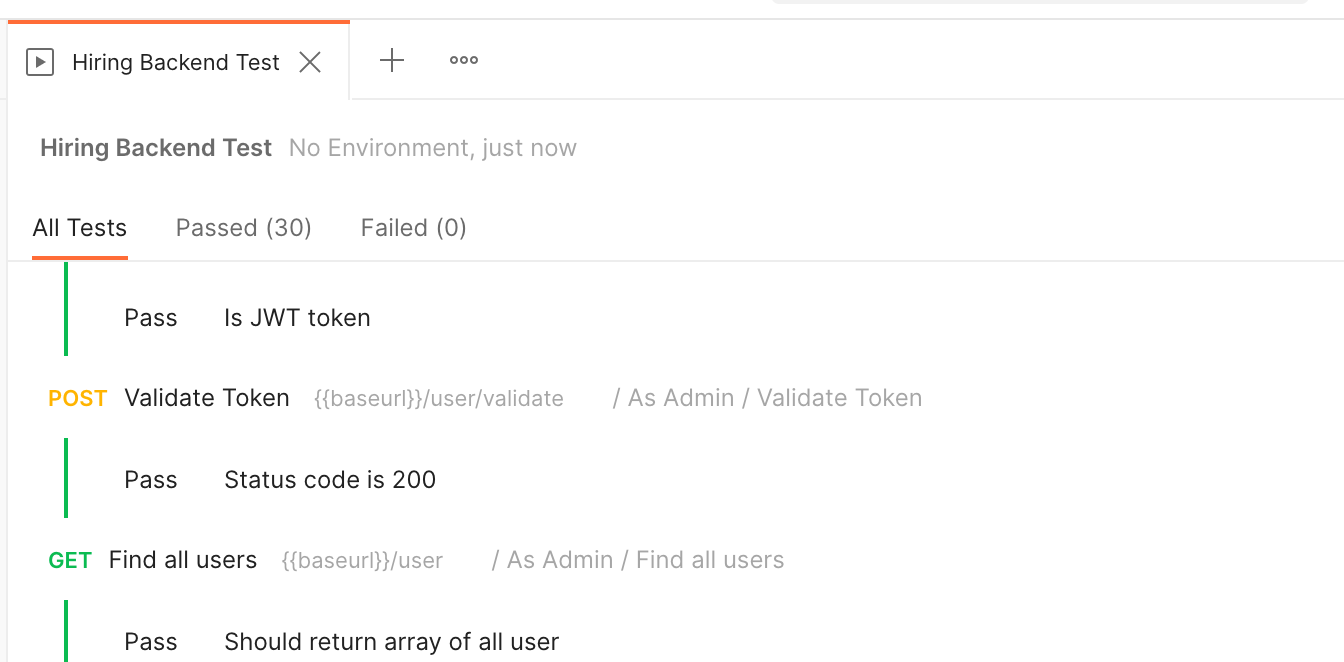 Hiring Backend Test
Hiring Backend Test No Environment, just now
All Tests Passed (30) Failed (0)
Pass Is JWT token
POST Validate Token {{baseurl}}/user/validate / As Admin / Validate Token
Pass Status code is 200
GET Find all users {{baseurl}}/user / As Admin / Find all users
Pass Should return array of all user